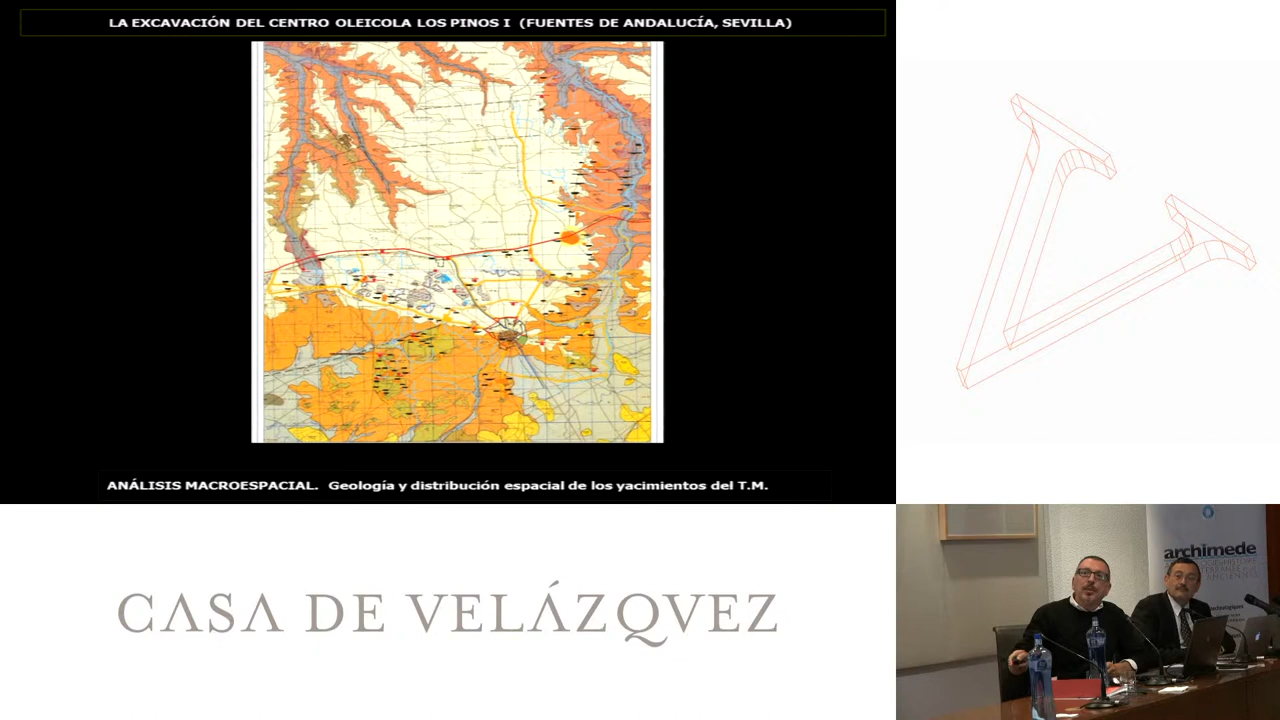 LA EXCAVACIÓN DEL CENTRO OLEICOLA LOS PINOS I (FUENTES DE ANDALUCÍA, SEVILLA)
ANÁLISIS MACROESPACIAL. Geología y distribución espacial de los yacimientos del T.M.
CASA DE VELÁZQVEZ
archimede